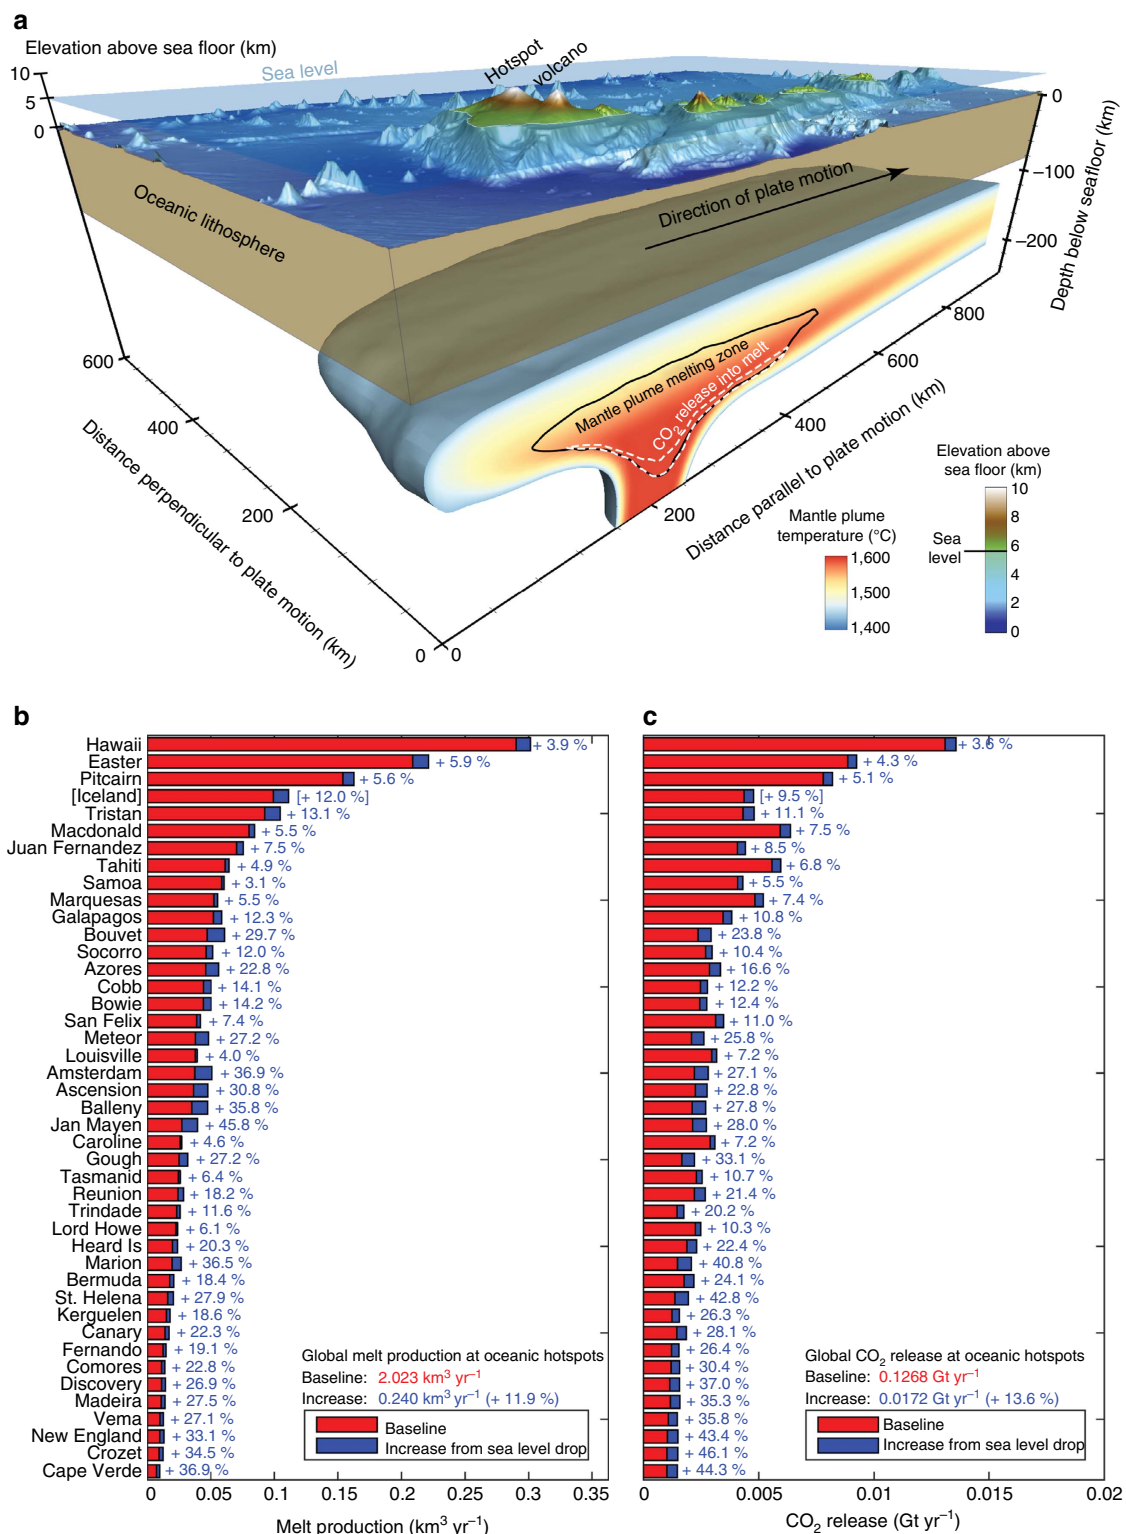 a
Elevation above sea floor (km)
Sea level
Hotspot
volcano
10
5
0
0
−100
−200
Depth below seafloor (km)
Oceanic lithosphere
Direction of plate motion
Mantle plume melting zone
CO2 release into melt
600
400
200
0
Distance perpendicular to plate motion (km)
0
200
400
600
800
Distance parallel to plate motion (km)
Mantle plume
temperature (°C)
1,600
1,500
1,400
Elevation above
sea floor (km)
10
8
6
4
2
0
Sea
level
b
Hawaii + 3.9 %
Easter + 5.9 %
Pitcairn + 5.6 %
[Iceland] [+ 12.0 %]
Tristan + 13.1 %
Macdonald + 5.5 %
Juan Fernandez + 7.5 %
Tahiti + 4.9 %
Samoa + 3.1 %
Marquesas + 5.5 %
Galapagos + 12.3 %
Bouvet + 29.7 %
Socorro + 12.0 %
Azores + 22.8 %
Cobb + 14.1 %
Bowie + 14.2 %
San Felix + 7.4 %
Meteor + 27.2 %
Louisville + 4.0 %
Amsterdam + 36.9 %
Ascension + 30.8 %
Balleny + 35.8 %
Jan Mayen + 45.8 %
Caroline + 4.6 %
Gough + 27.2 %
Tasmanid + 6.4 %
Reunion + 18.2 %
Trindade + 11.6 %
Lord Howe + 6.1 %
Heard Is + 20.3 %
Marion + 36.5 %
Bermuda + 18.4 %
St. Helena + 27.9 %
Kerguelen + 18.6 %
Canary + 22.3 %
Fernando + 19.1 %
Comores + 22.8 %
Discovery + 26.9 %
Madeira + 27.5 %
Vema + 27.1 %
New England + 33.1 %
Crozet + 34.5 %
Cape Verde + 36.9 %
Global melt production at oceanic hotspots
Baseline: 2.023 km³ yr⁻¹
Increase: 0.240 km³ yr⁻¹ (+ 11.9 %)
Baseline
Increase from sea level drop
0 0.05 0.1 0.15 0.2 0.25 0.3 0.35
Melt production (km³ yr⁻¹)
c
+ 3.6 %
+ 4.3 %
+ 5.1 %
[+ 9.5 %]
+ 11.1 %
+ 7.5 %
+ 8.5 %
+ 6.8 %
+ 5.5 %
+ 7.4 %
+ 10.8 %
+ 23.8 %
+ 10.4 %
+ 16.6 %
+ 12.2 %
+ 12.4 %
+ 11.0 %
+ 25.8 %
+ 7.2 %
+ 27.1 %
+ 22.8 %
+ 27.8 %
+ 28.0 %
+ 7.2 %
+ 33.1 %
+ 10.7 %
+ 21.4 %
+ 20.2 %
+ 10.3 %
+ 22.4 %
+ 40.8 %
+ 24.1 %
+ 42.8 %
+ 26.3 %
+ 28.1 %
+ 26.4 %
+ 30.4 %
+ 37.0 %
+ 35.3 %
+ 35.8 %
+ 43.4 %
+ 46.1 %
+ 44.3 %
Global CO2 release at oceanic hotspots
Baseline: 0.1268 Gt yr⁻¹
Increase: 0.0172 Gt yr⁻¹ (+ 13.6 %)
Baseline
Increase from sea level drop
0 0.005 0.01 0.015 0.02
CO2 release (Gt yr⁻¹)